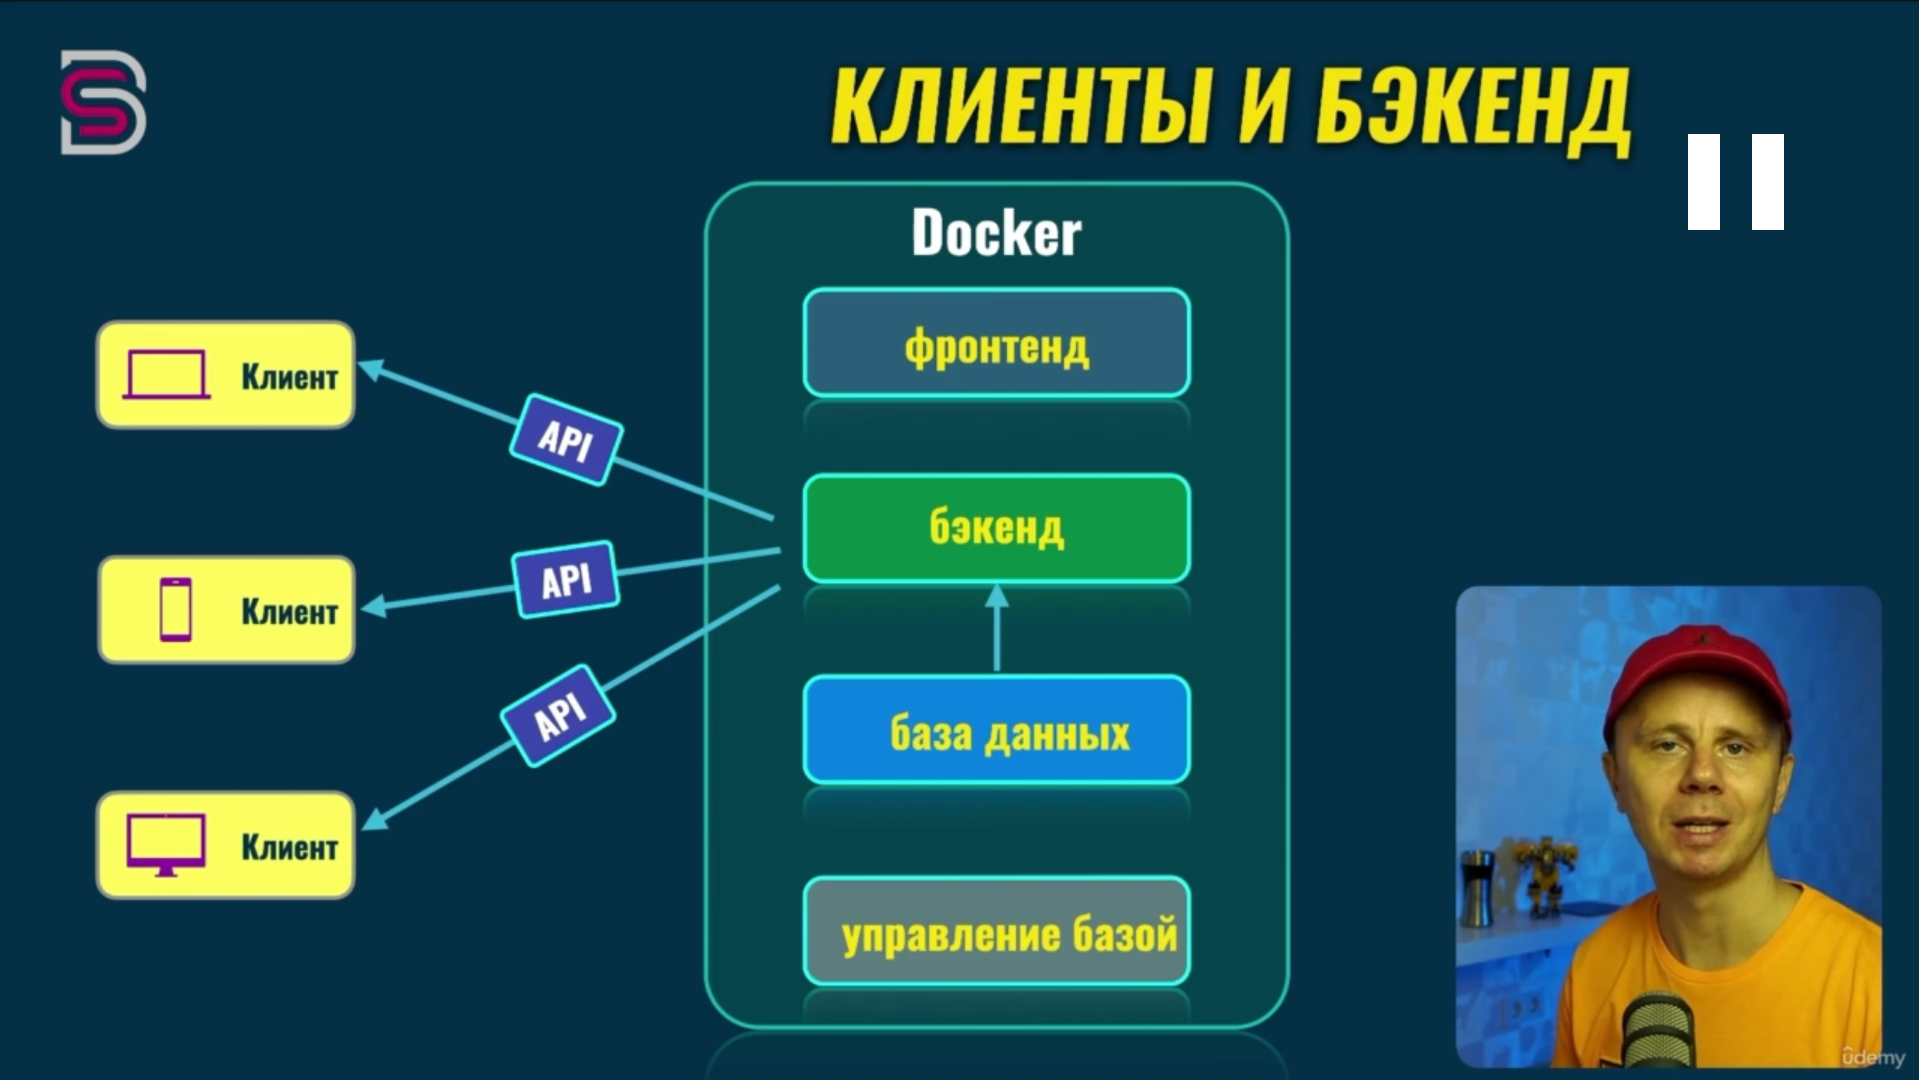 КЛИЕНТЫ И БЭКЕНД
Docker
фронтенд
Клиент
API
бэкенд
API
Клиент
API
база данных
Клиент
управление базой
ûdemy